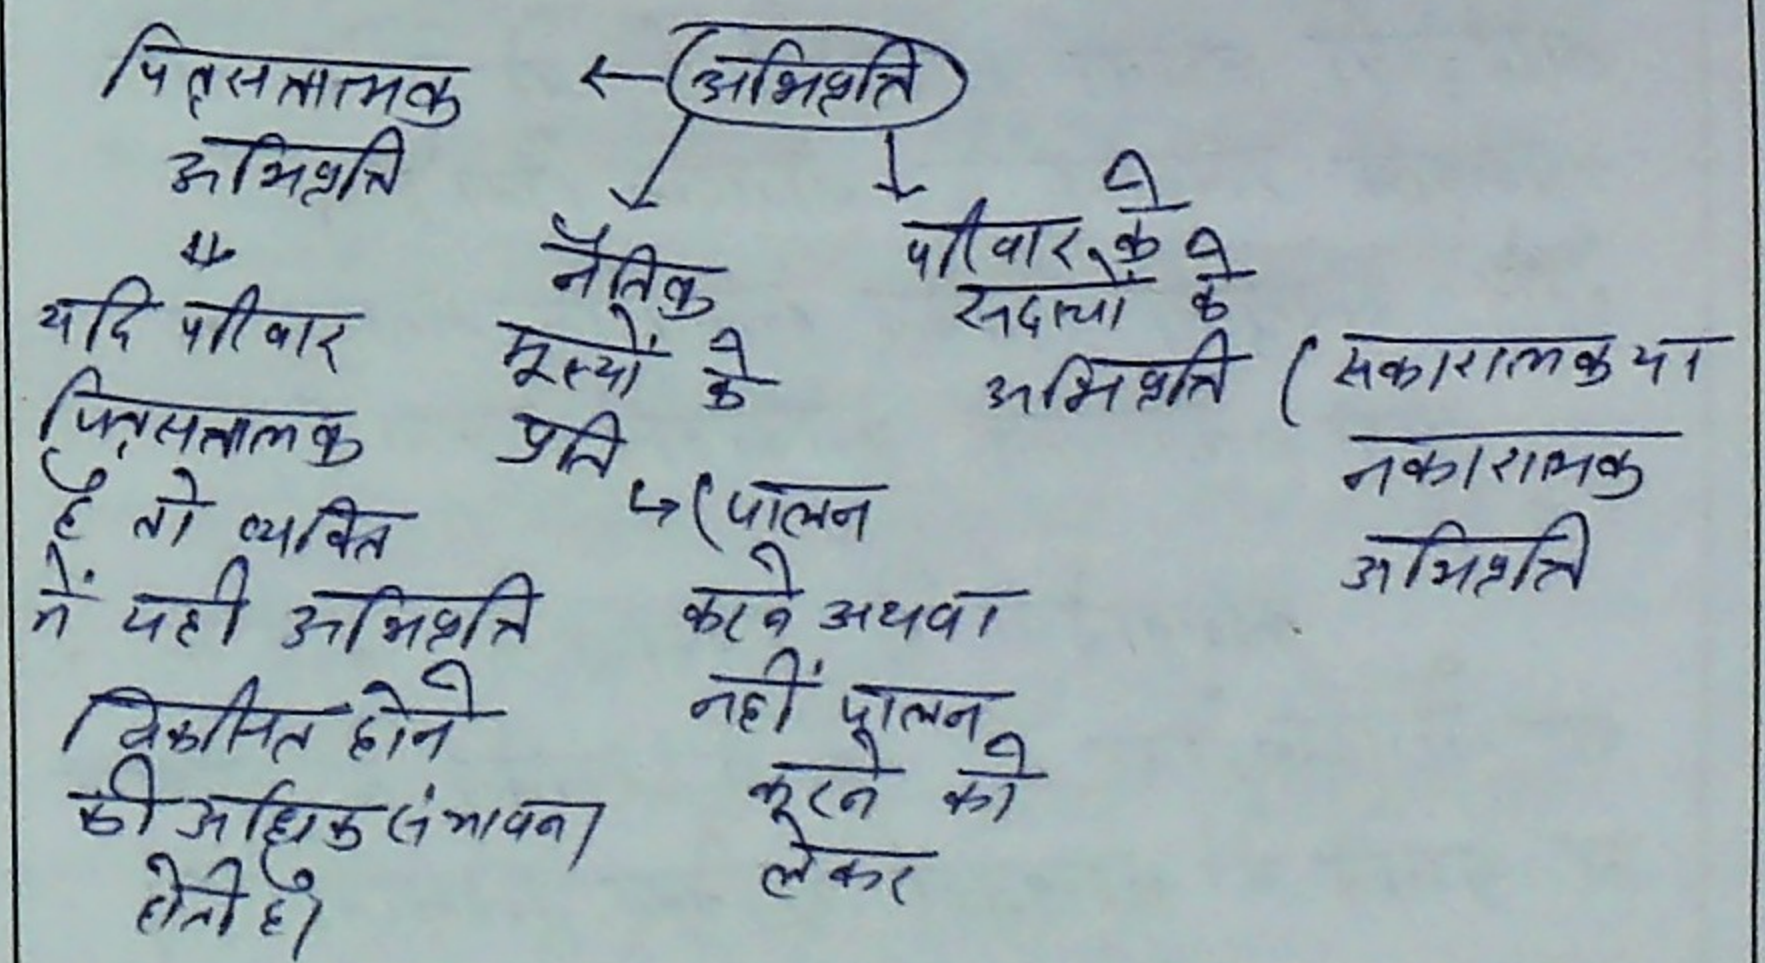 अभिवृत्ति
पितृसत्तात्मक
अभिवृत्ति
यदि परिवार
पितृसत्तात्मक
है तो व्यक्ति
में यही अभिवृत्ति
विकसित होने
की अधिक संभावना
होती है।
नैतिक
मूल्यों के
प्रति
(पालन
करने अथवा
नहीं पालन
करने को
लेकर
परिवार के
सदस्यों के
अभिवृत्ति (सकारात्मक या
नकारात्मक
अभिवृत्ति